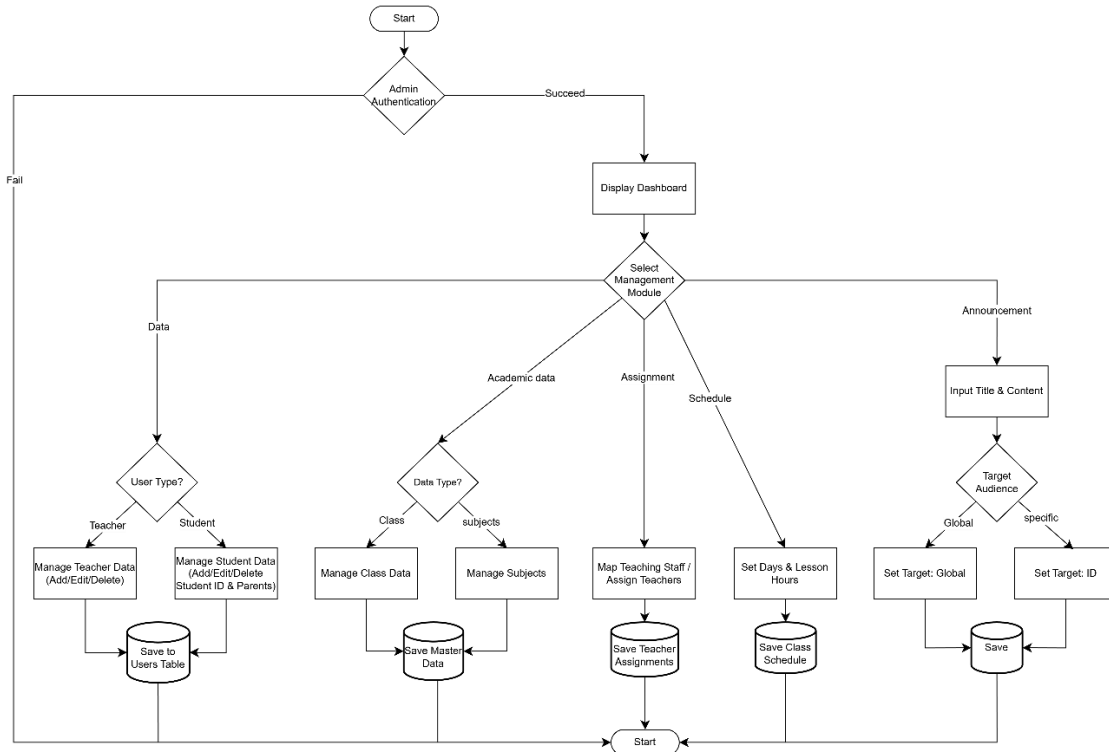 Start
Admin
Authentication
Succeed
Fail
Display Dashboard
Select
Management
Module
Data
Academic data
Assignment
Schedule
Announcement
Input Title & Content
User Type?
Data Type?
Target
Audience
Teacher
Student
Class
subjects
Global
specific
Manage Teacher Data
(Add/Edit/Delete)
Manage Student Data
(Add/Edit/Delete
Student ID & Parents)
Manage Class Data
Manage Subjects
Map Teaching Staff /
Assign Teachers
Set Days & Lesson
Hours
Set Target: Global
Set Target: ID
Save to
Users Table
Save Master
Data
Save Teacher
Assignments
Save Class
Schedule
Save
Start